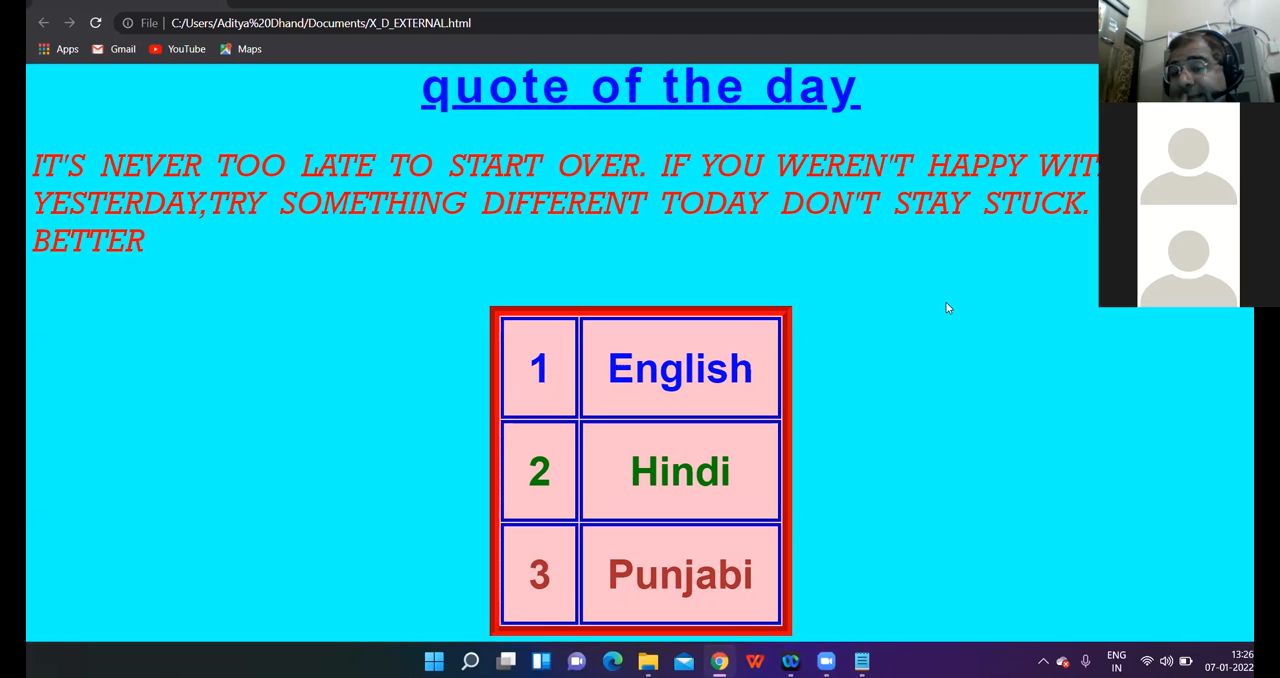 File
C:/Users/Aditya%20Dhand/Documents/X_D_EXTERNAL.html
Apps Gmail YouTube Maps
quote of the day
IT'S NEVER TOO LATE TO START OVER. IF YOU WEREN'T HAPPY
YESTERDAY,TRY SOMETHING DIFFERENT TODAY DON'T STAY STUCK.
BETTER
1 English
2 Hindi
3 Punjabi
ENG 13:26
IN 07-01-2022